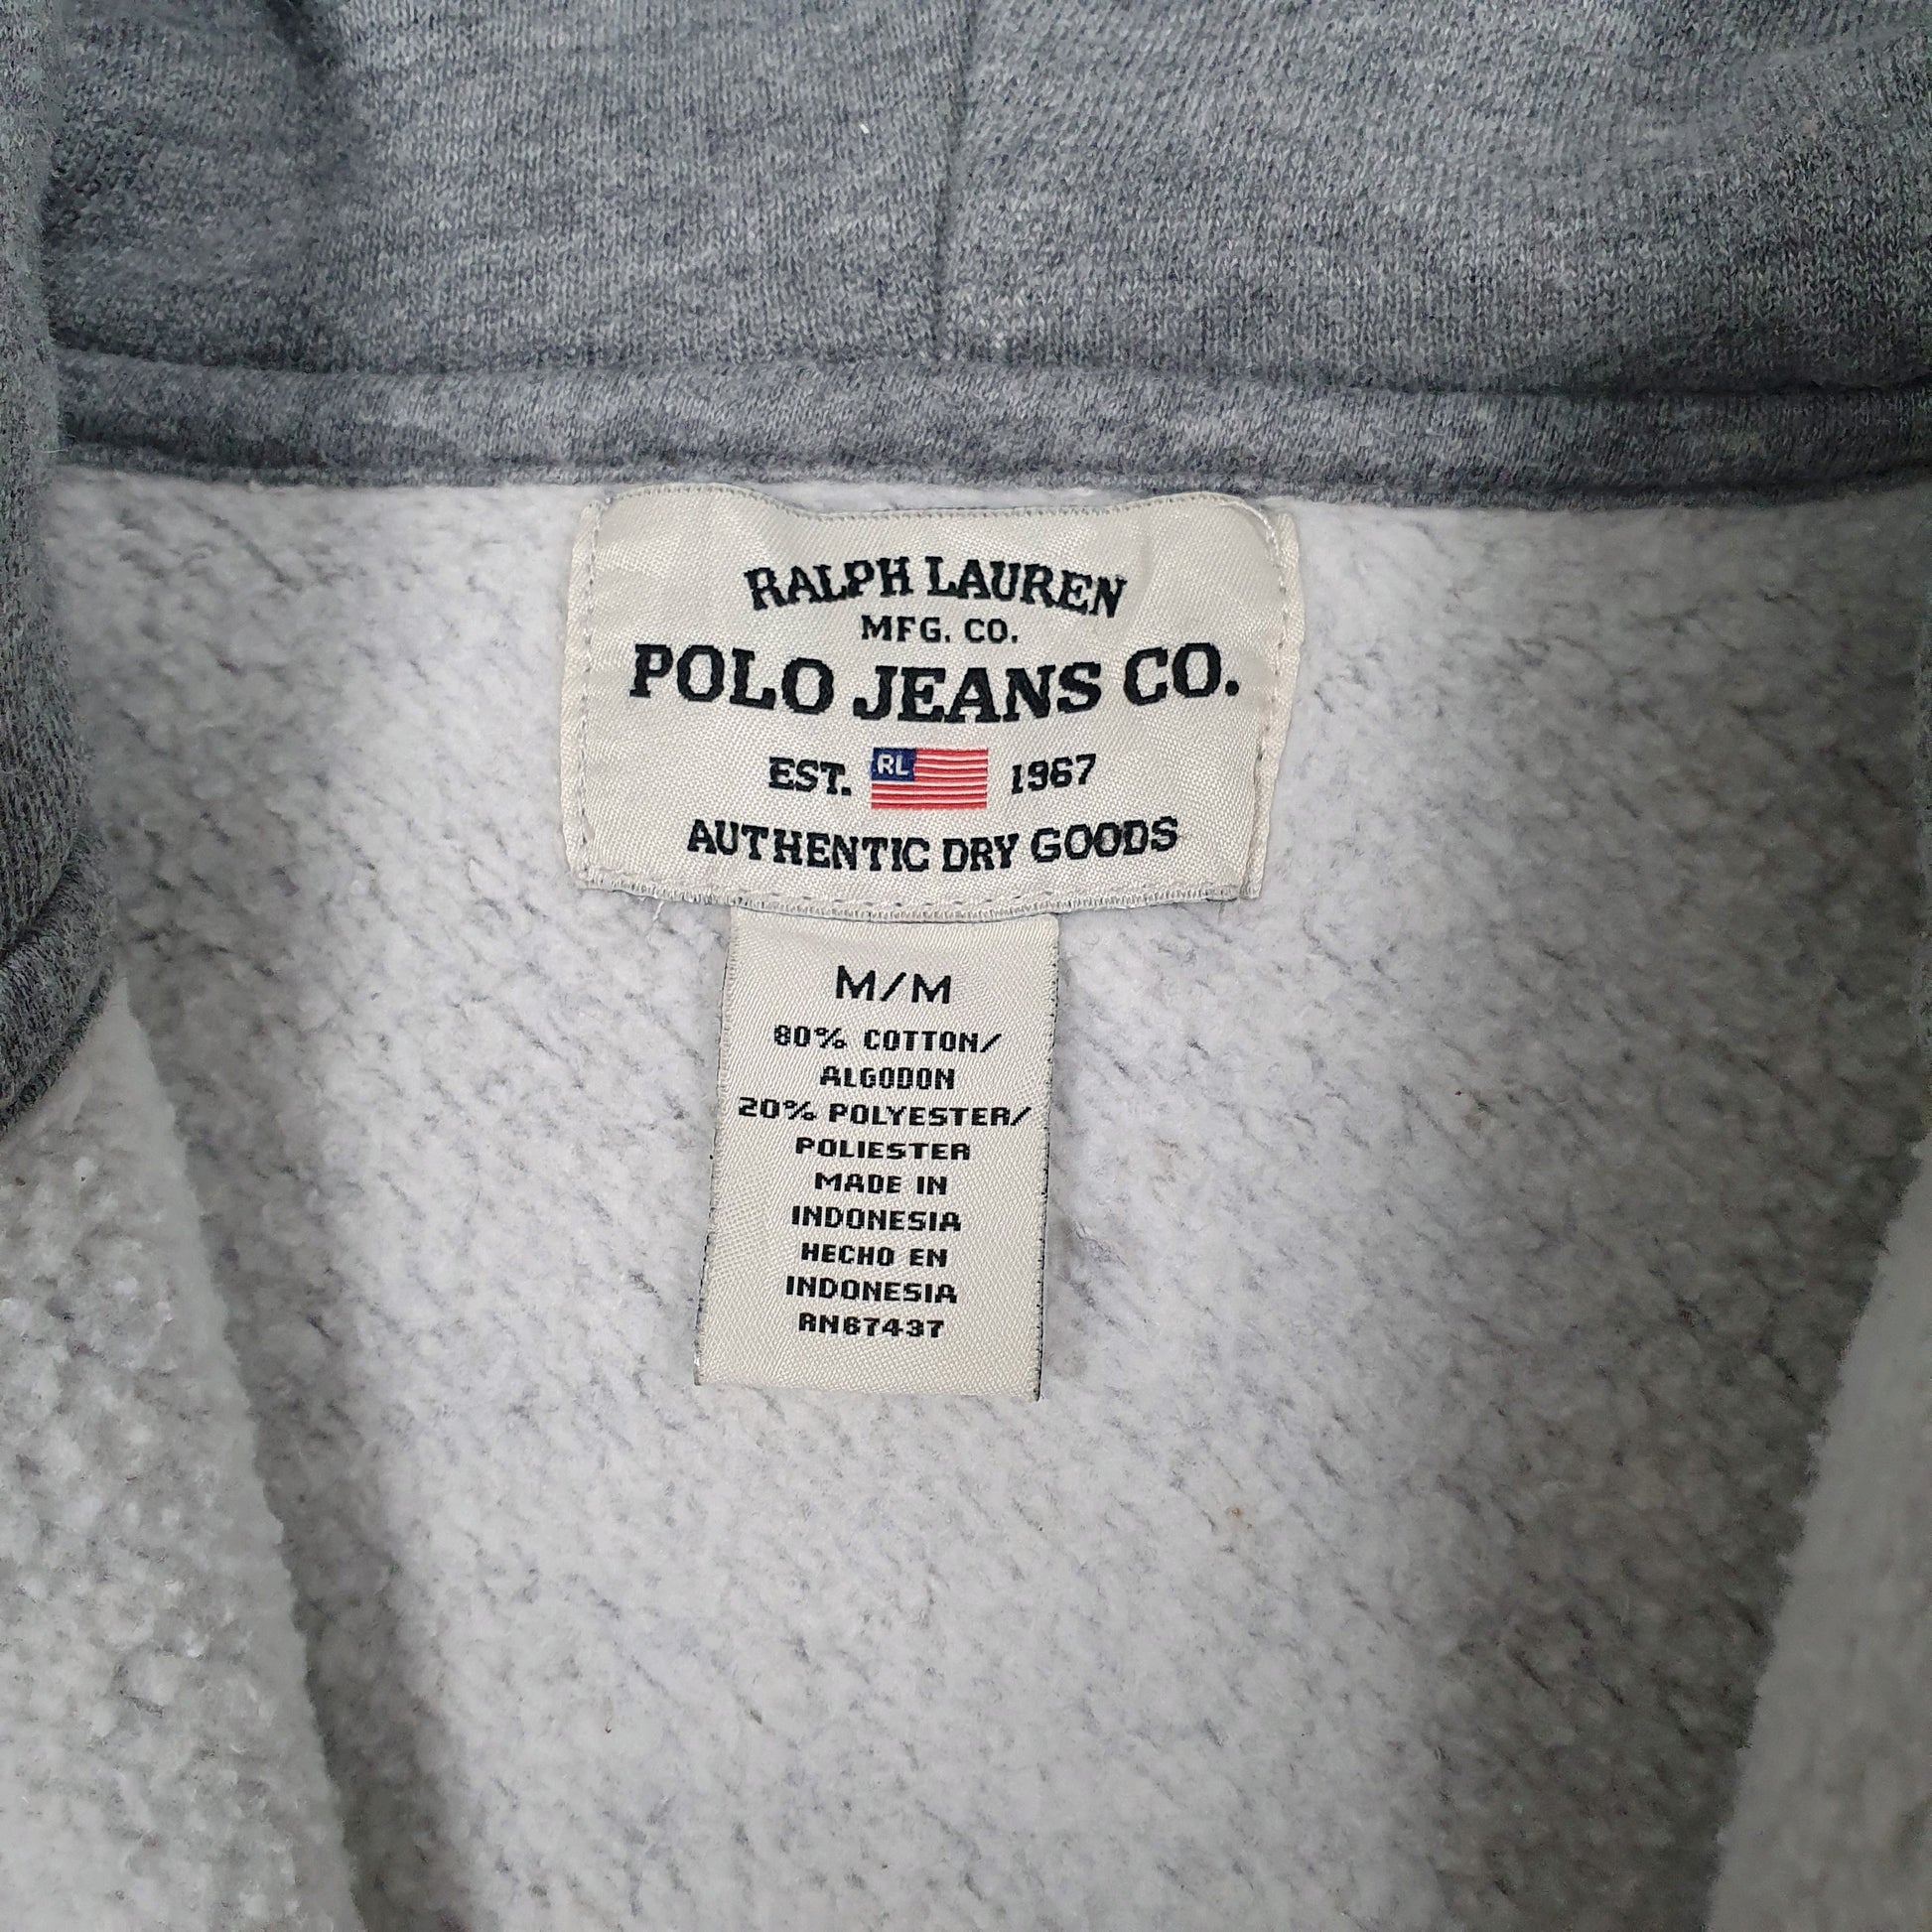 RALPH LAUREN
MFG. CO.
POLO JEANS CO.
EST. RL 1967
AUTHENTIC DRY GOODS
M/M
80% COTTON/
ALGODON
20% POLYESTER/
POLIESTER
MADE IN
INDONESIA
HECHO EN
INDONESIA
RN67437